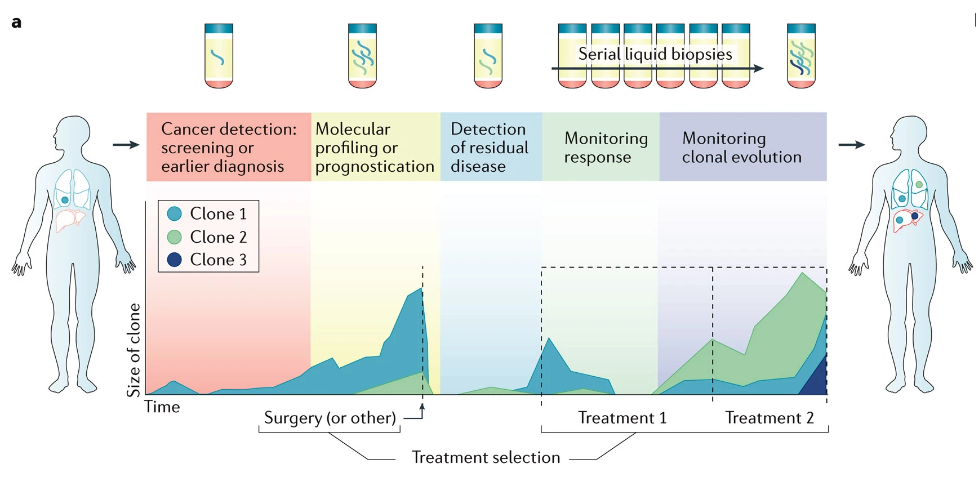 a
Serial liquid biopsies
Cancer detection:
screening or
earlier diagnosis
Molecular
profiling or
prognostication
Detection
of residual
disease
Monitoring
response
Monitoring
clonal evolution
Clone 1
Clone 2
Clone 3
Size of clone
Time
Surgery (or other)
Treatment 1
Treatment 2
Treatment selection